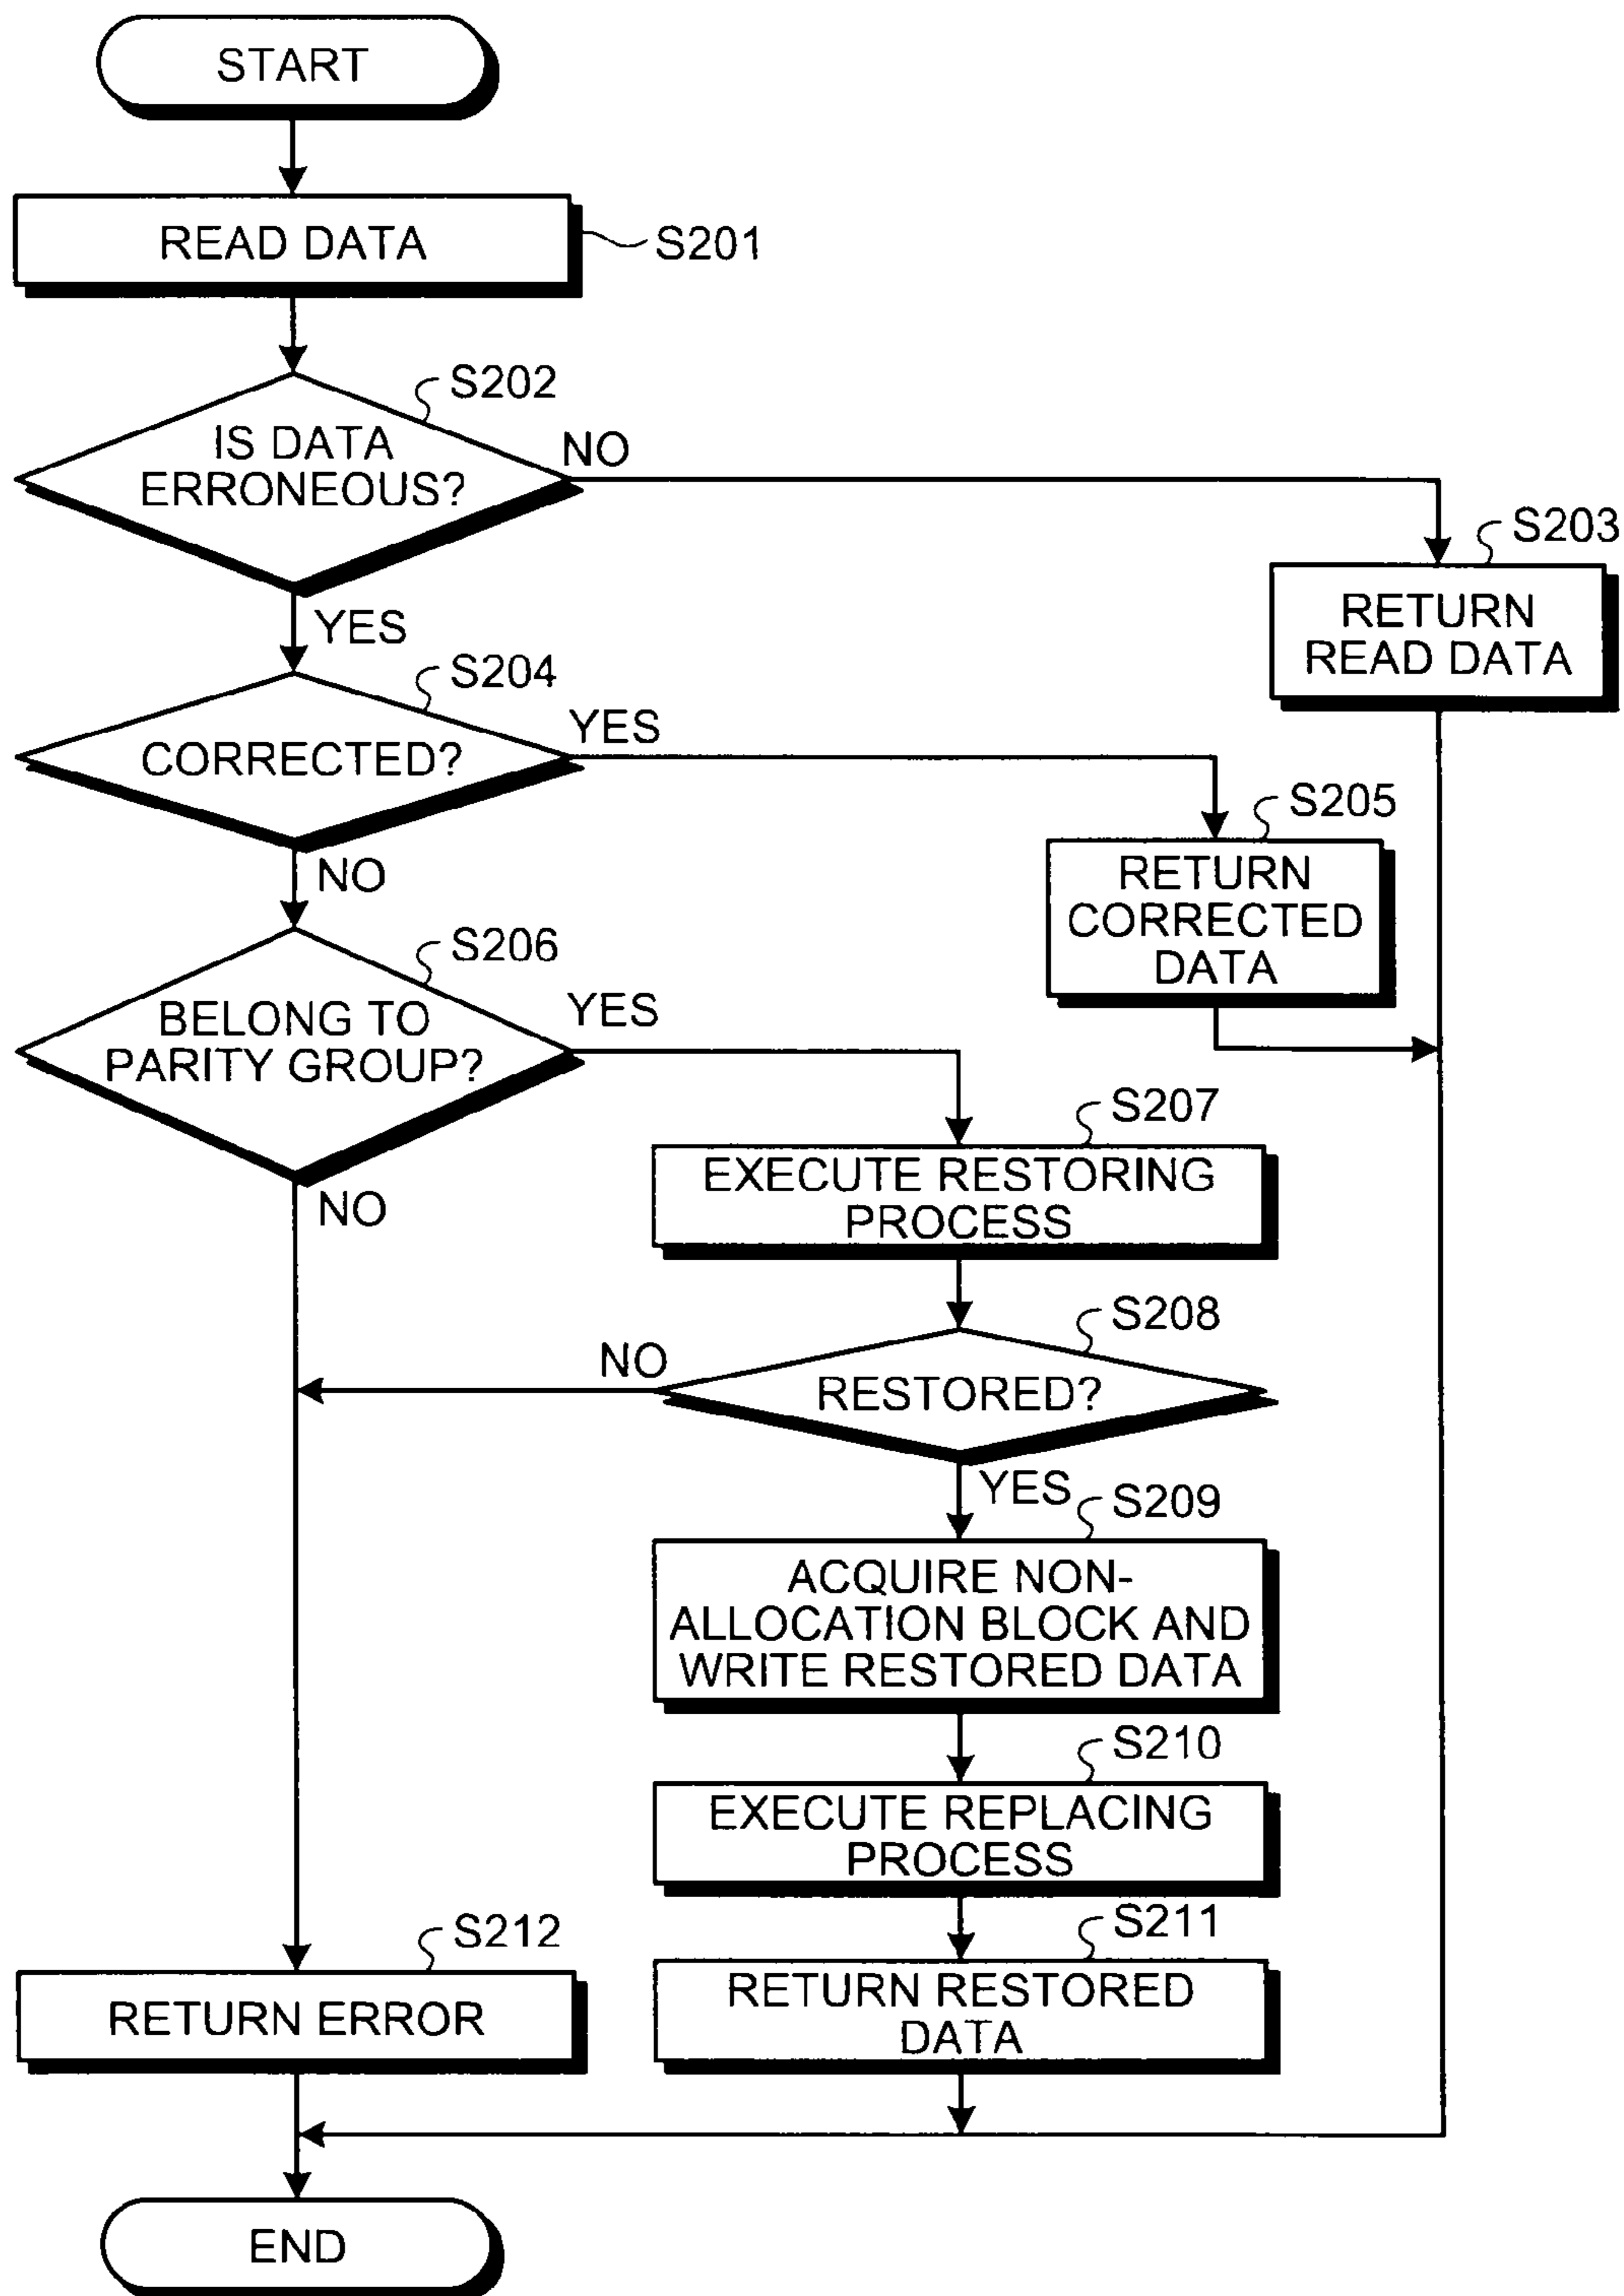 START
READ DATA
S201
S202
IS DATA
ERRONEOUS?
NO
S203
RETURN
READ DATA
YES
S204
CORRECTED?
YES
S205
RETURN
CORRECTED
DATA
NO
S206
BELONG TO
PARITY GROUP?
YES
S207
EXECUTE RESTORING
PROCESS
NO
S208
RESTORED?
NO
YES
S209
ACQUIRE NON-
ALLOCATION BLOCK AND
WRITE RESTORED DATA
S210
EXECUTE REPLACING
PROCESS
S211
RETURN RESTORED
DATA
S212
RETURN ERROR
END